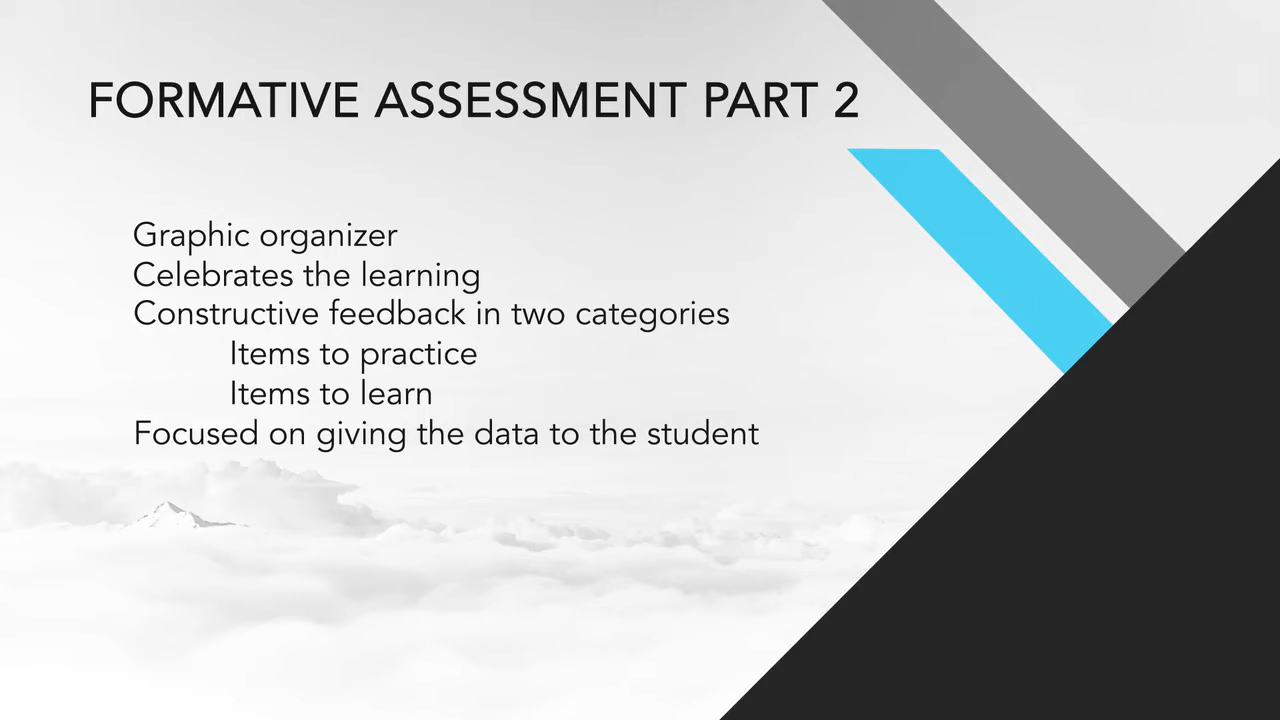 FORMATIVE ASSESSMENT PART 2
Graphic organizer
Celebrates the learning
Constructive feedback in two categories
Items to practice
Items to learn
Focused on giving the data to the student